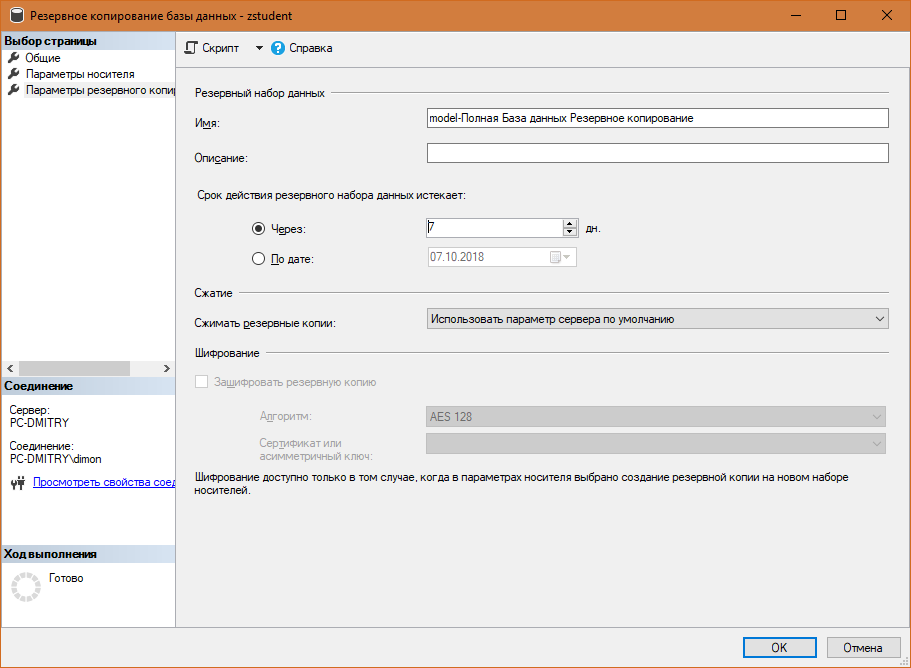 Резервное копирование базы данных - zstudent
Выбор страницы
Общие
Параметры носителя
Параметры резервного копи
Скрипт
Справка
Резервный набор данных
Имя:
model-Полная База данных Резервное копирование
Описание:
Срок действия резервного набора данных истекает:
Через:
7
дн.
По дате:
07.10.2018
Сжатие
Сжимать резервные копии:
Использовать параметр сервера по умолчанию
Шифрование
Зашифровать резервную копию
Алгоритм:
AES 128
Сертификат или
асимметричный ключ:
Шифрование доступно только в том случае, когда в параметрах носителя выбрано создание резервной копии на новом наборе
носителей.
Соединение
Сервер:
PC-DMITRY
Соединение:
PC-DMITRY\dimon
Просмотреть свойства соед
Ход выполнения
Готово
OK
Отмена